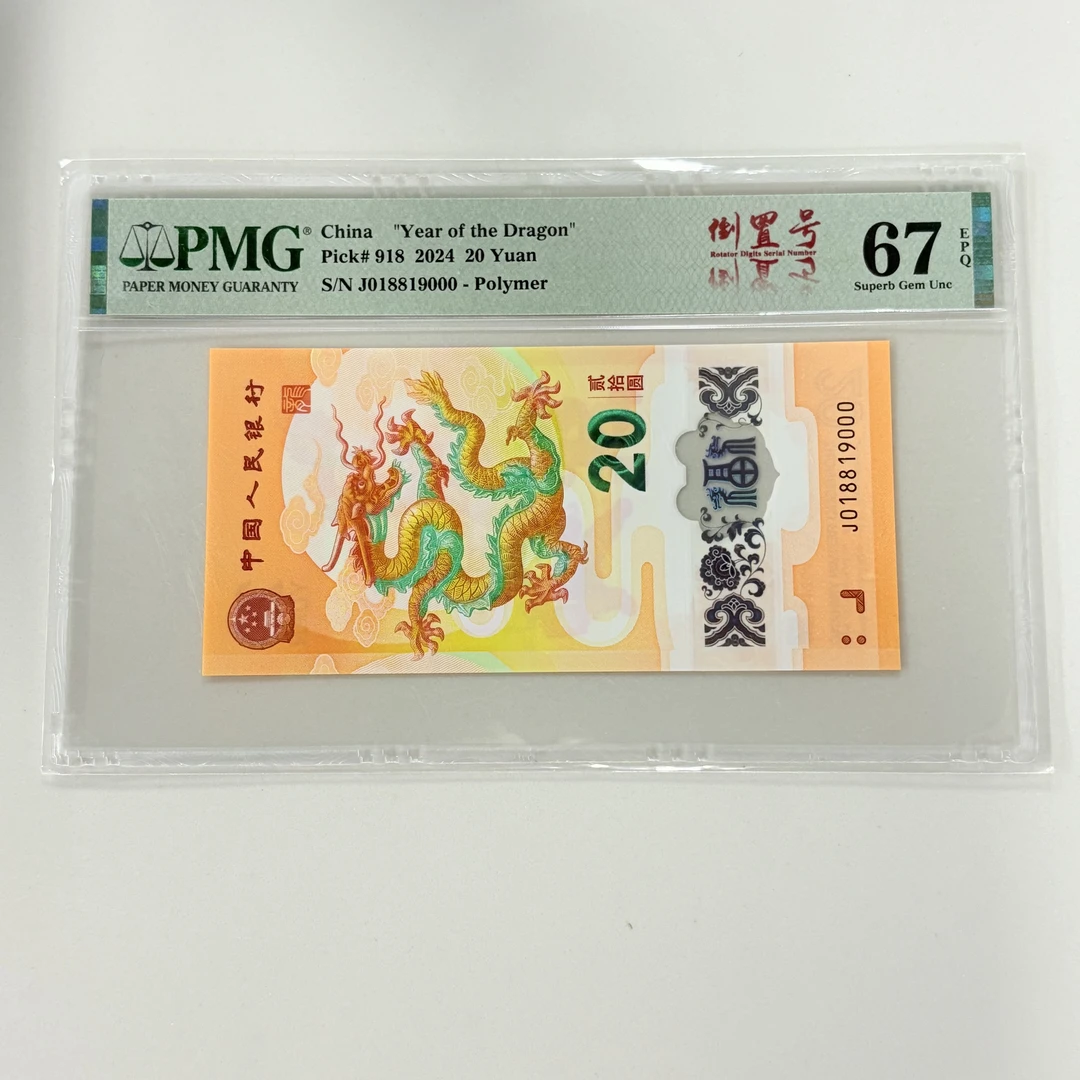 PMG®
PAPER MONEY GUARANTY
China "Year of the Dragon"
Pick# 918 2024 20 Yuan
S/N J018819000 - Polymer
倒置号
Rotator Digits Serial Number
67
EPQ
Superb Gem Unc
中国人民银行
贰拾圆
20
J018819000